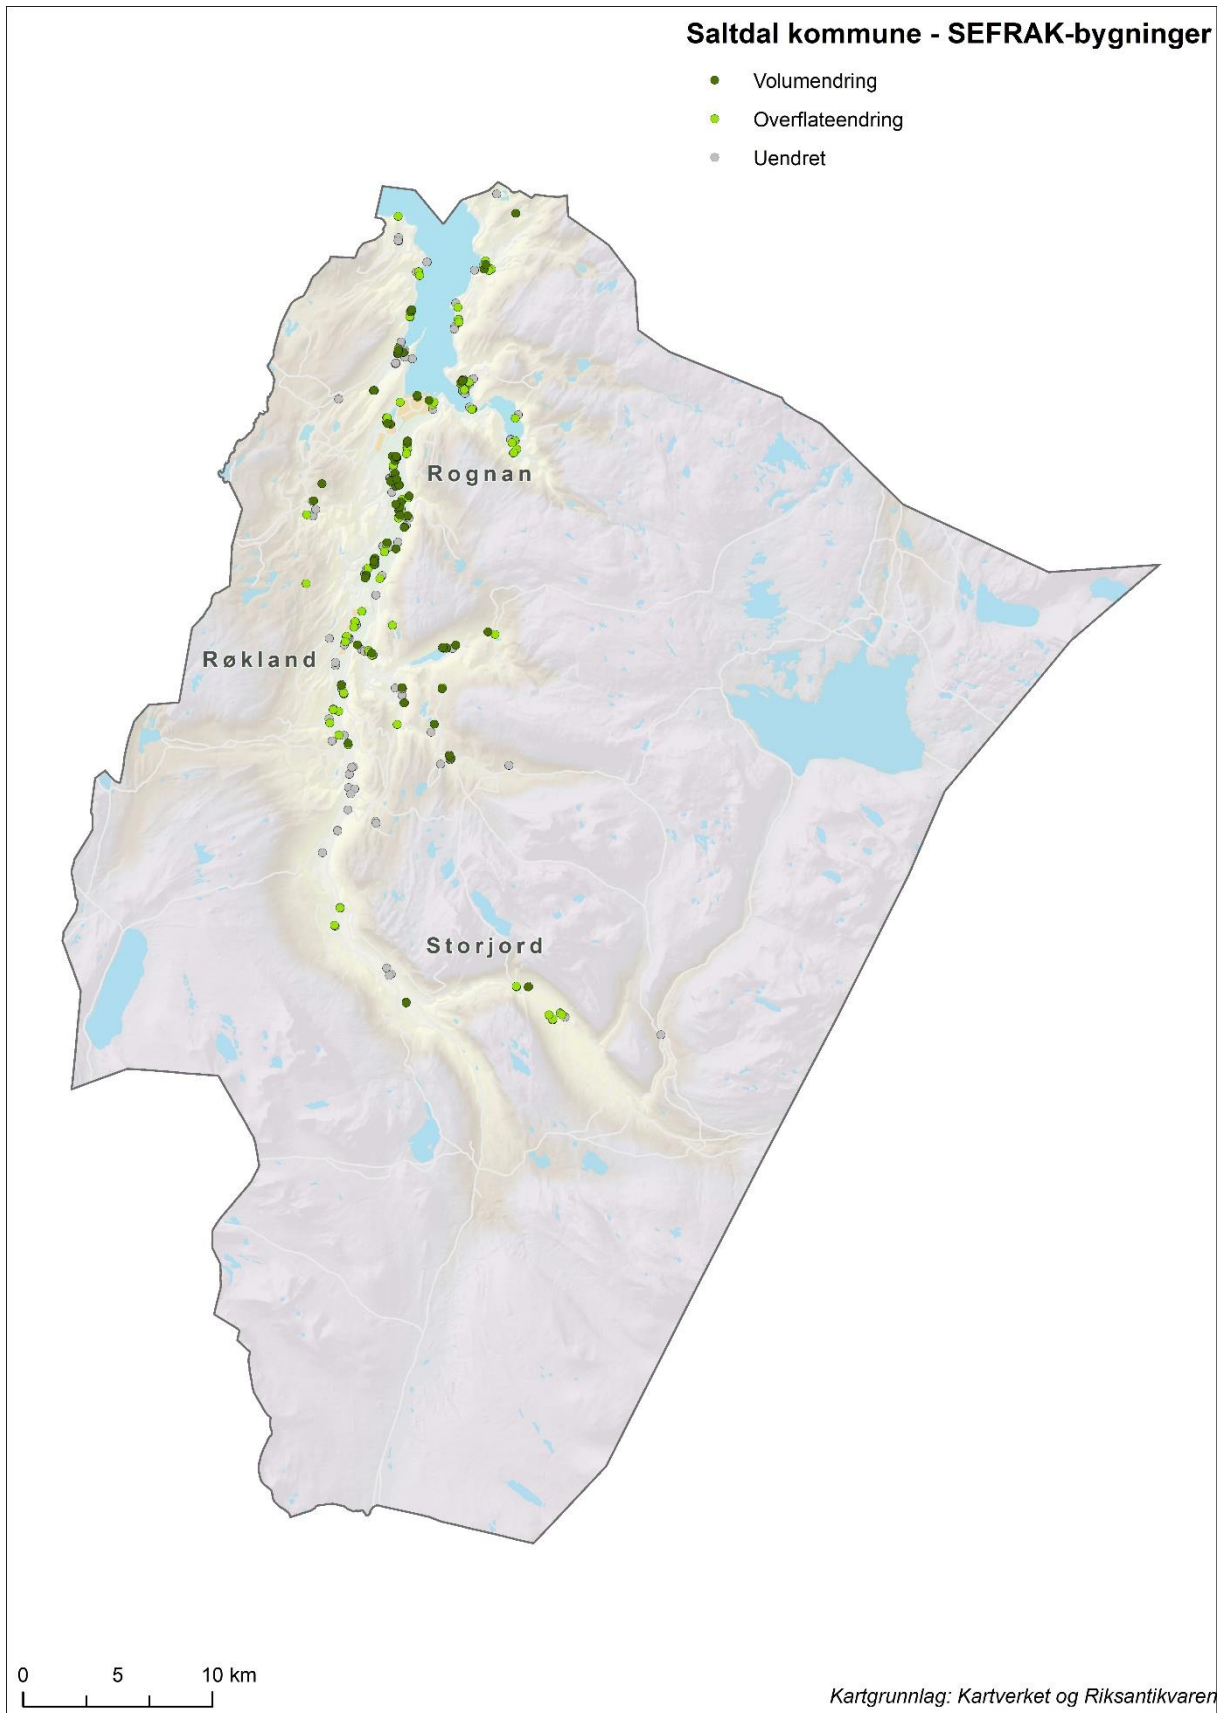 Saltdal kommune - SEFRAK-bygninger
Volumendring
Overflateendring
Uendret
Rognan
Røkland
Storjord
0 5 10 km
Kartgrunnlag: Kartverket og Riksantikvaren